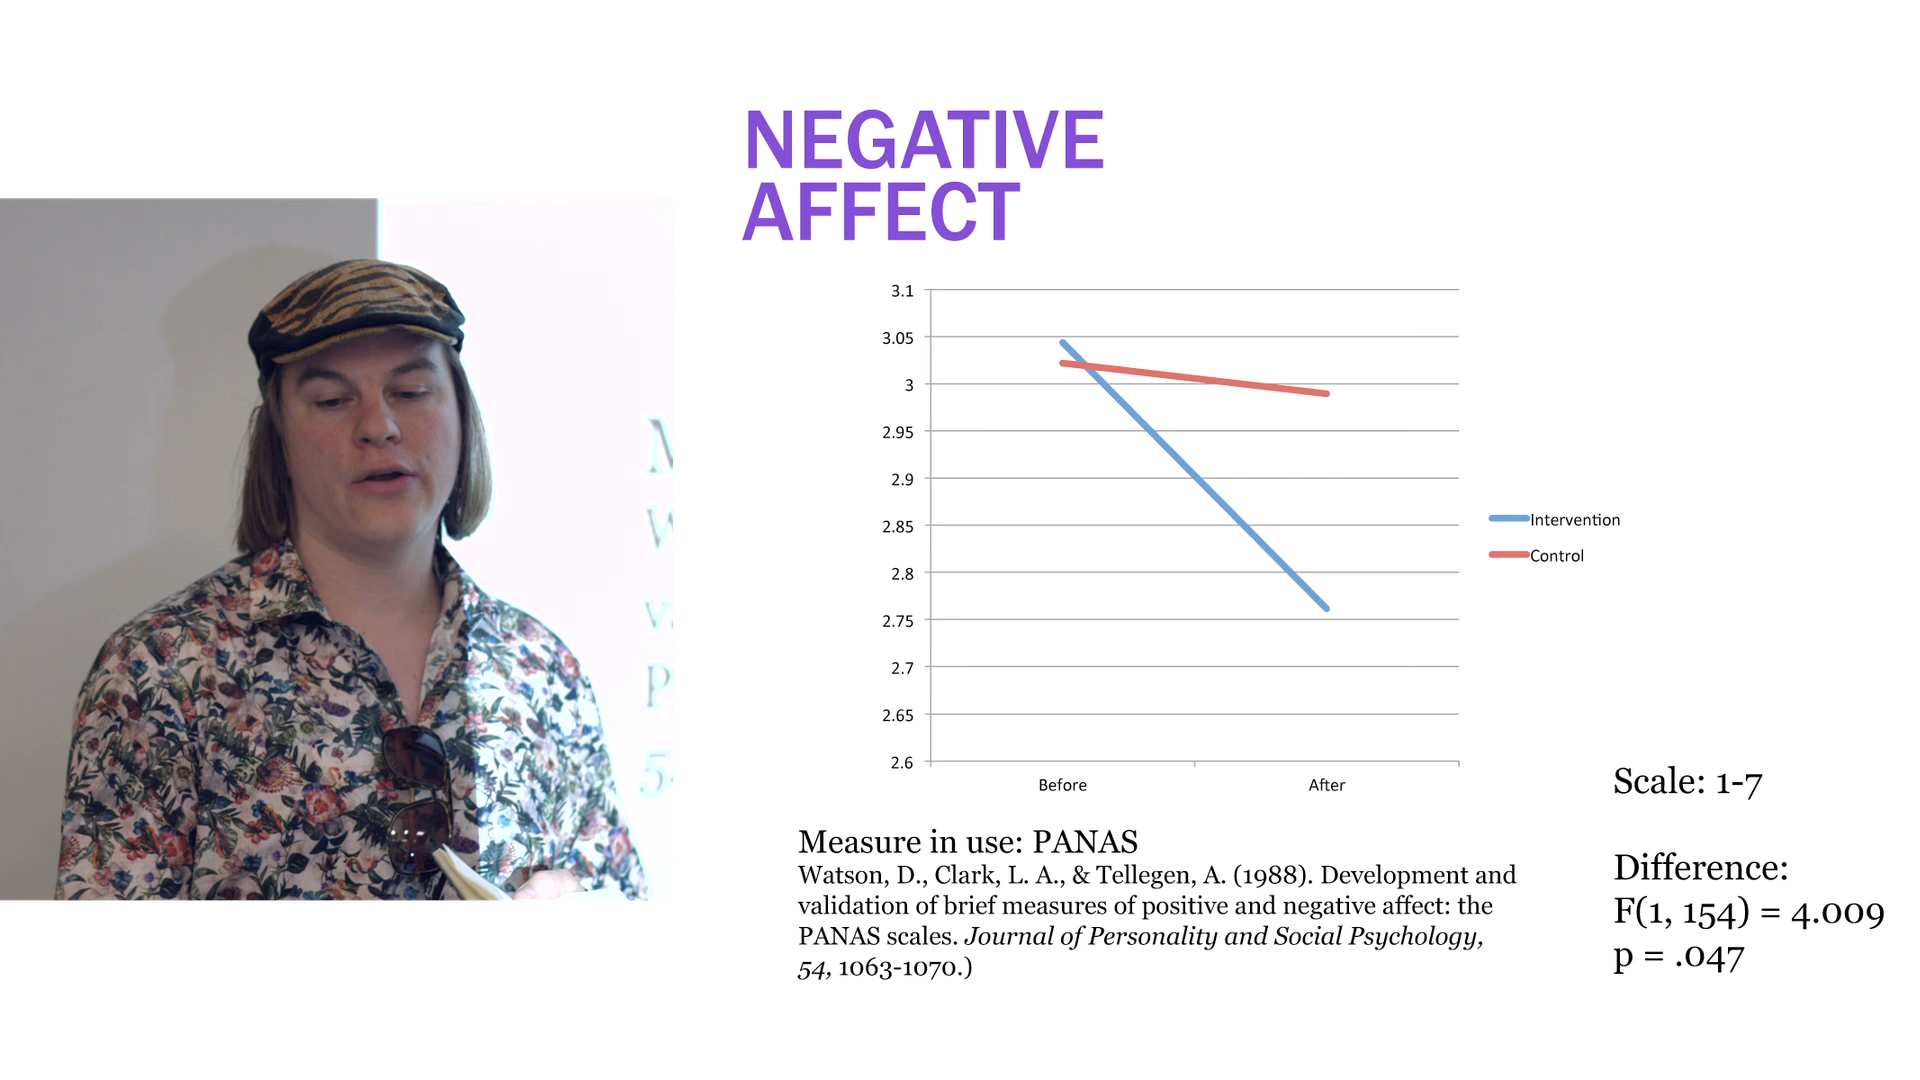 NEGATIVE
AFFECT
3.1
3.05
3
2.95
2.9
2.85
2.8
2.75
2.7
2.65
2.6
Before
After
Intervention
Control
Measure in use: PANAS
Watson, D., Clark, L. A., & Tellegen, A. (1988). Development and
validation of brief measures of positive and negative affect: the
PANAS scales. Journal of Personality and Social Psychology,
54, 1063-1070.)
Scale: 1-7
Difference:
F(1, 154) = 4.009
p = .047